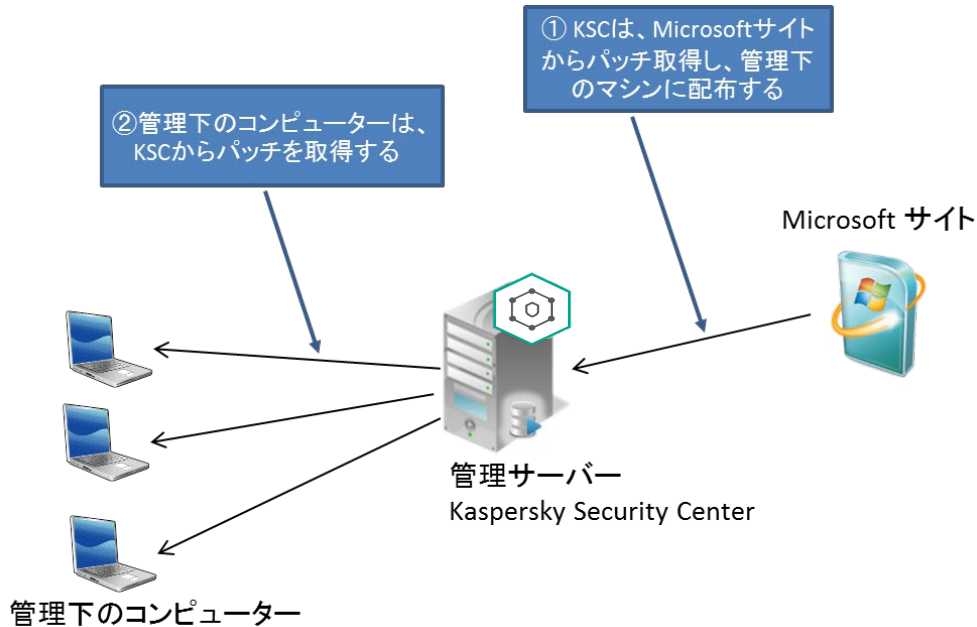 ① KSCは、Microsoftサイト
からパッチ取得し、管理下
のマシンに配布する
②管理下のコンピューターは、
KSCからパッチを取得する
Microsoft サイト
管理サーバー
Kaspersky Security Center
管理下のコンピューター